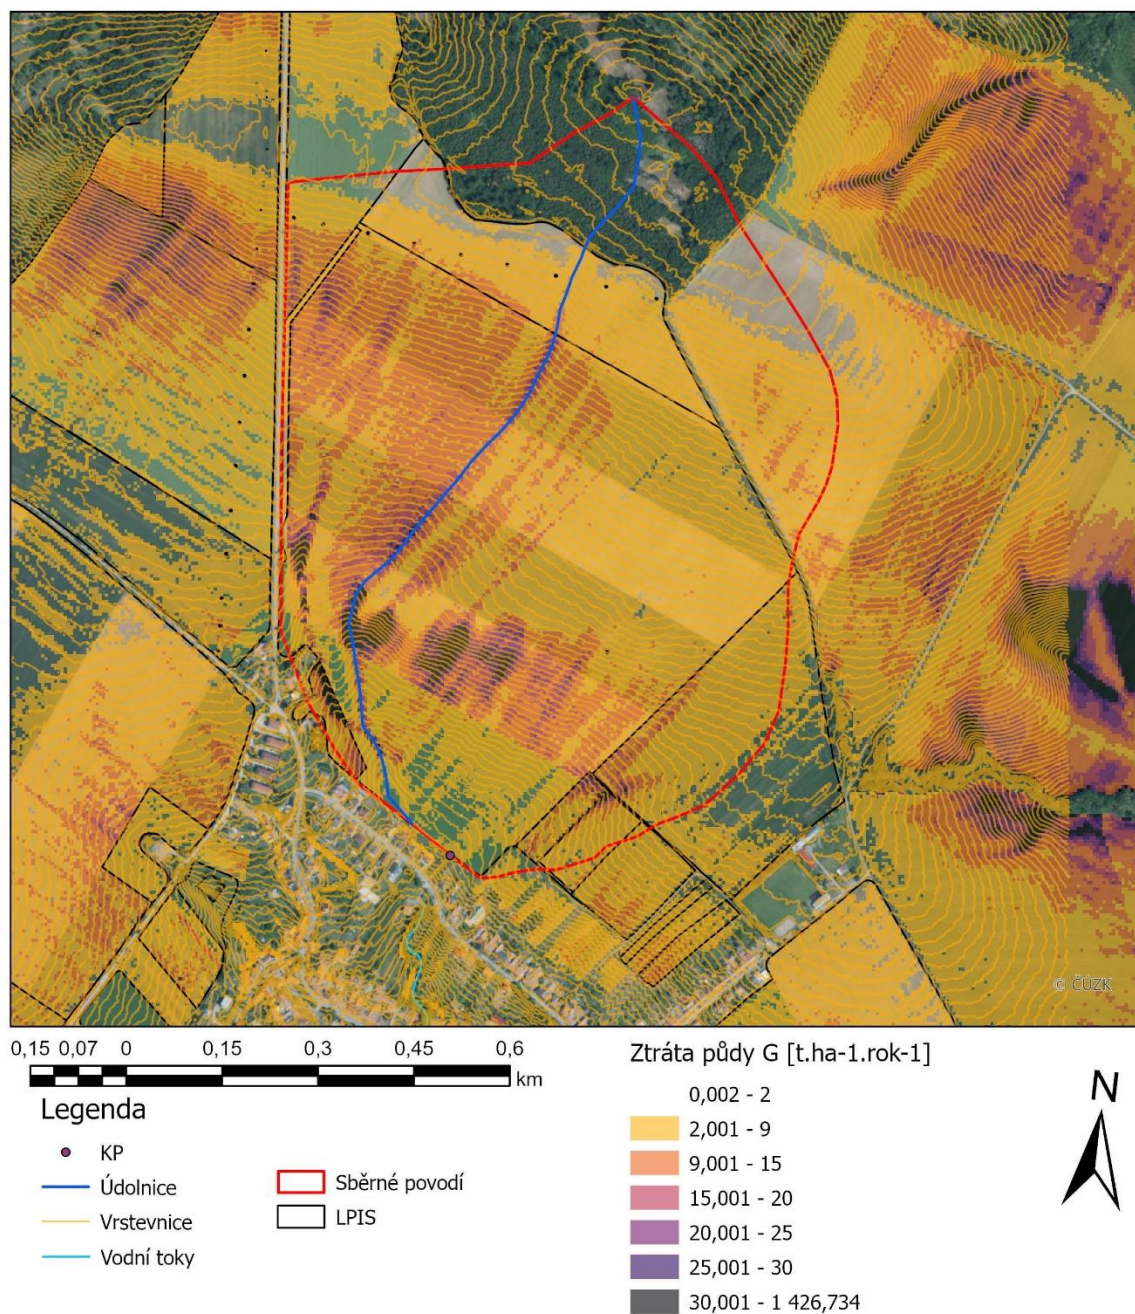 © ČÚZK
0,15 0,07 0 0,15 0,3 0,45 0,6
km
Legenda
KP
Údolnice
Vrstevnice
Vodní toky
Sběrné povodí
LPIS
Ztráta půdy G [t.ha-1.rok-1]
0,002 - 2
2,001 - 9
9,001 - 15
15,001 - 20
20,001 - 25
25,001 - 30
30,001 - 1 426,734
N